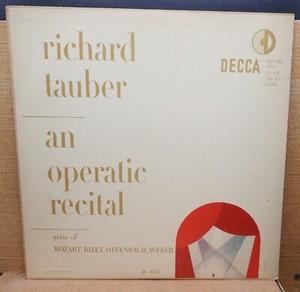 richard
tauber
DECCA
an
operatic
recital
arias of
MOZART, BIZET, OFFENBACH, WEBER